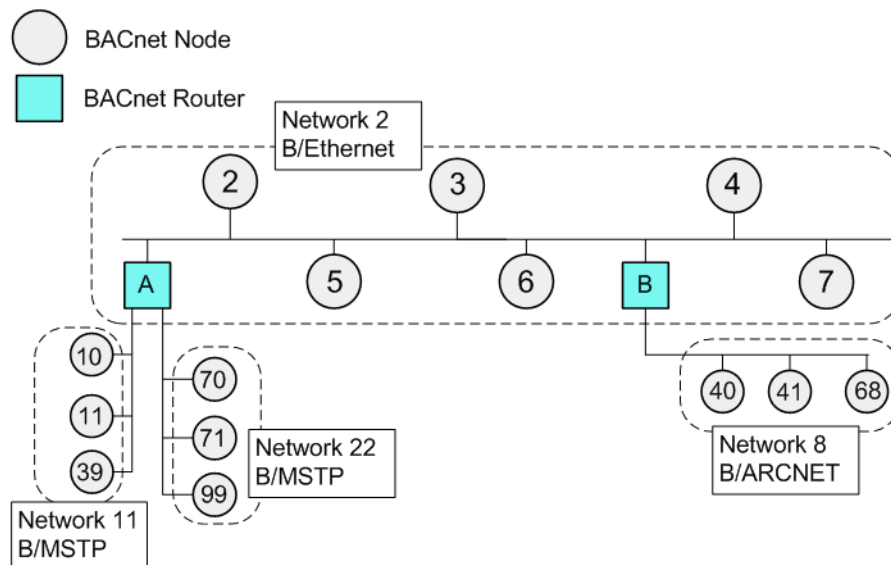 BACnet Node
BACnet Router
Network 2
B/Ethernet
2
3
4
A
5
6
B
7
10
11
39
70
71
99
40
41
68
Network 22
B/MSTP
Network 8
B/ARCNET
Network 11
B/MSTP